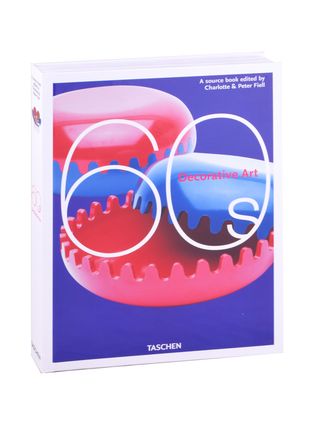 A source book edited by
Charlotte & Peter Fiell
60s
Decorative Art
TASCHEN